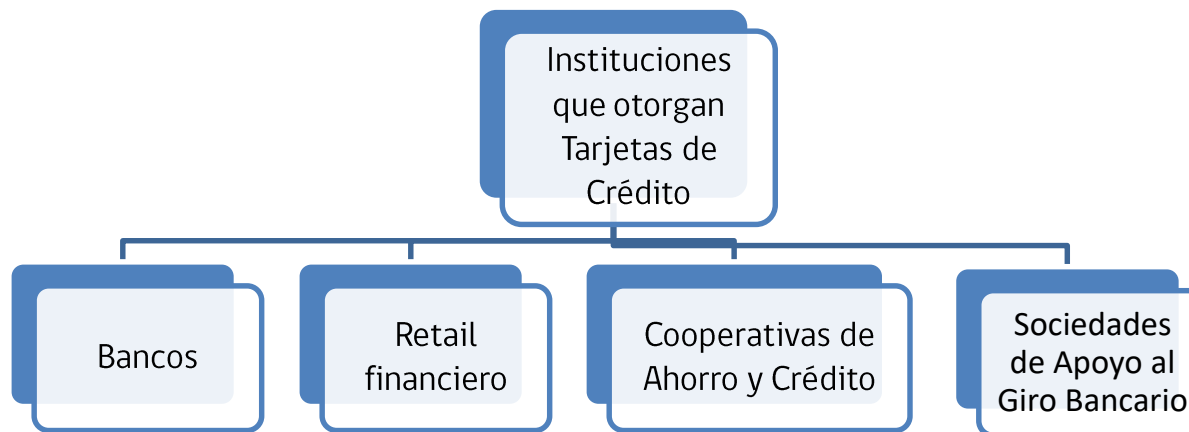 Instituciones
que otorgan
Tarjetas de
Crédito
Bancos
Retail
financiero
Cooperativas de
Ahorro y Crédito
Sociedades
de Apoyo al
Giro Bancario